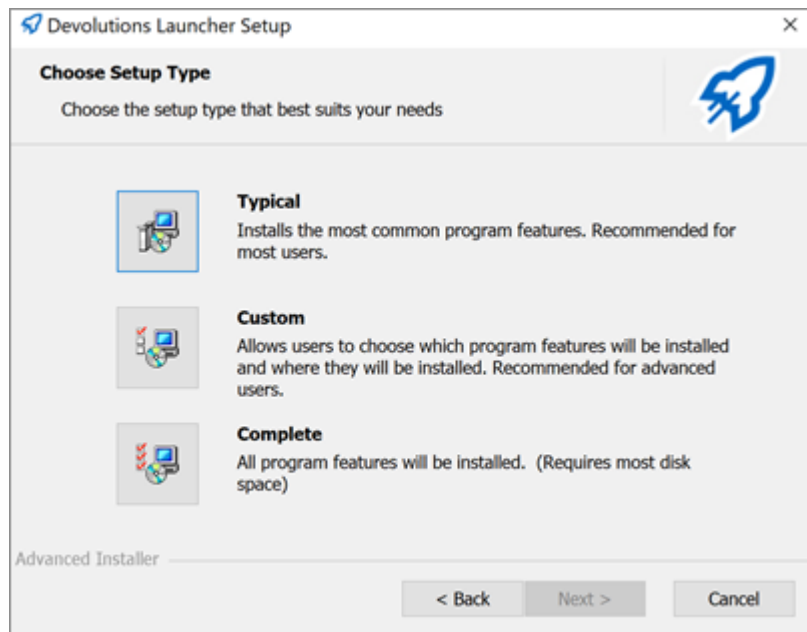 Devolutions Launcher Setup
Choose Setup Type
Choose the setup type that best suits your needs
Typical
Installs the most common program features. Recommended for
most users.
Custom
Allows users to choose which program features will be installed
and where they will be installed. Recommended for advanced
users.
Complete
All program features will be installed.  (Requires most disk
space)
Advanced Installer
< Back
Next >
Cancel